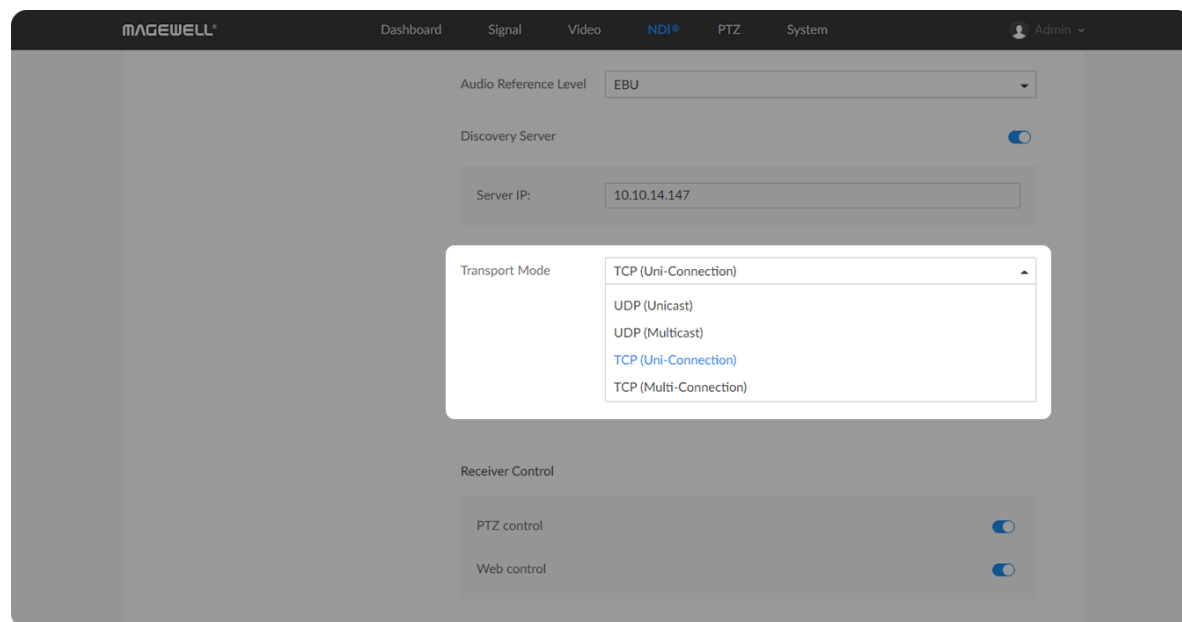 MAGEWELL® Dashboard Signal Video NDI® PTZ System Admin
Audio Reference Level EBU
Discovery Server
Server IP: 10.10.14.147
Transport Mode TCP (Uni-Connection)
UDP (Unicast)
UDP (Multicast)
TCP (Uni-Connection)
TCP (Multi-Connection)
Receiver Control
PTZ control
Web control